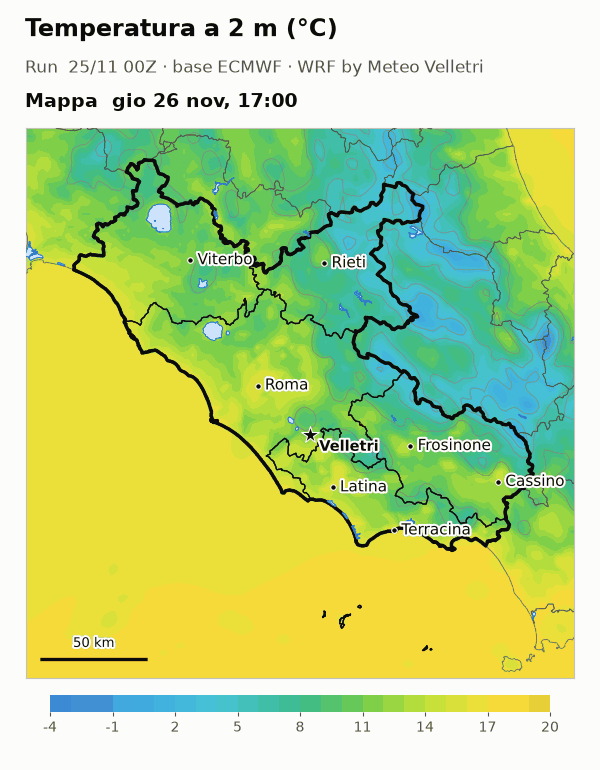 Temperatura a 2 m (°C)
Run  25/11 00Z · base ECMWF · WRF by Meteo Velletri
Mappa  gio 26 nov, 17:00
Viterbo
Rieti
Roma
Velletri
Frosinone
Cassino
Latina
Terracina
50 km
-4 -1 2 5 8 11 14 17 20